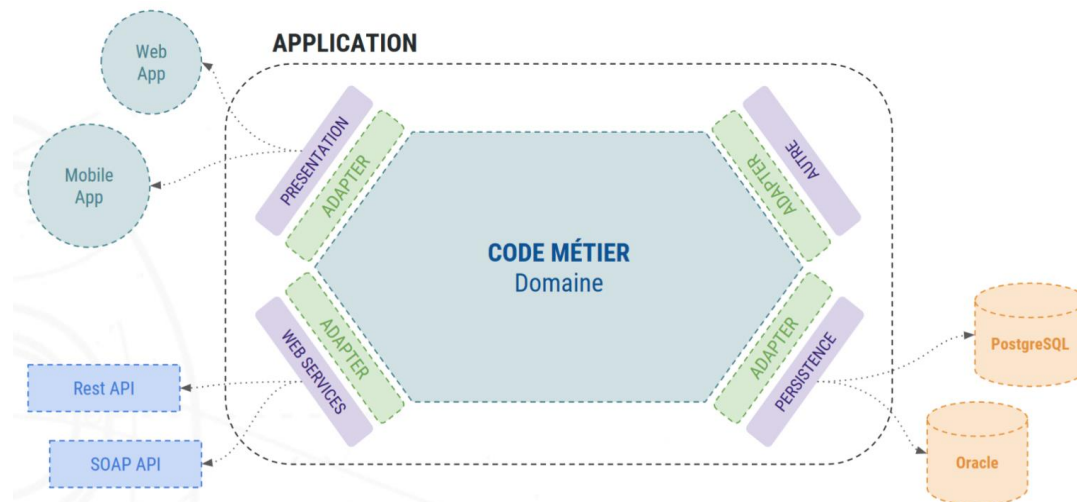 APPLICATION
Web
App
Mobile
App
PRESENTATION
ADAPTER
ADAPTER
AUTRE
CODE MÉTIER
Domaine
WEB SERVICES
ADAPTER
ADAPTER
PERSISTENCE
Rest API
SOAP API
PostgreSQL
Oracle